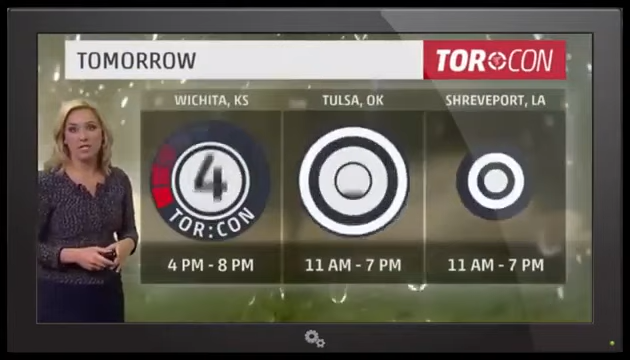 TOMORROW
TOR CON
WICHITA, KS
TULSA, OK
SHREVEPORT, LA
4
TOR:CON
4 PM - 8 PM
11 AM - 7 PM
11 AM - 7 PM